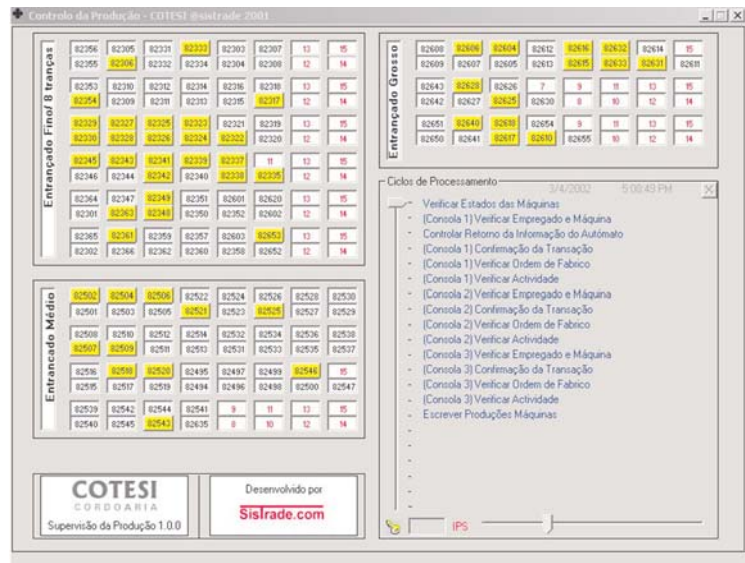 Controlo da Produção - COTESI @sistrade 2001
Entrançado Fino/ 8 tranças
82356 82305 82331 82333 82303 82307 13 15
82355 82306 82332 82334 82304 82308 12 14
82353 82310 82312 82314 82316 82318 13 15
82354 82309 82311 82313 82315 82317 12 14
82329 82327 82325 82323 82321 82319 13 15
82330 82328 82326 82324 82322 82320 12 14
82345 82343 82341 82339 82337 11 13 15
82346 82344 82342 82340 82338 82335 12 14
82364 82347 82349 82351 82601 82620 13 15
82301 82363 82348 82350 82352 82602 12 14
82365 82361 82359 82357 82603 82653 13 15
82302 82366 82362 82360 82358 82652 12 14
Entrancado Médio
82502 82504 82506 82522 82524 82526 82528 82530
82501 82503 82505 82521 82523 82525 82527 82529
82508 82510 82512 82514 82532 82534 82536 82538
82507 82509 82511 82513 82531 82533 82535 82537
82516 82518 82520 82495 82497 82499 82546 15
82515 82517 82519 82494 82496 82498 82500 82547
82539 82542 82544 82541 9 11 13 15
82540 82545 82543 82635 8 10 12 14
COTESI
CORDOARIA
Supervisão da Produção 1.0.0
Desenvolvido por
Sistrade.com
Entrançado Grosso
82608 82606 82604 82612 82616 82632 82614 15
82609 82607 82605 82613 82615 82633 82631 82611
82643 82628 82626 7 9 11 13 15
82642 82627 82625 82630 8 10 12 14
82651 82640 82618 82654 9 11 13 15
82650 82641 82617 82610 82655 10 12 14
Ciclos de Processamento
3/4/2002 5:08:49 PM
Verificar Estados das Máquinas
(Consola 1) Verificar Empregado e Máquina
Controlar Retorno da Informação do Autómato
(Consola 1) Confirmação da Transação
(Consola 1) Verificar Ordem de Fabrico
(Consola 1) Verificar Actividade
(Consola 2) Verificar Empregado e Máquina
(Consola 2) Confirmação da Transação
(Consola 2) Verificar Ordem de Fabrico
(Consola 2) Verificar Actividade
(Consola 3) Verificar Empregado e Máquina
(Consola 3) Confirmação da Transação
(Consola 3) Verificar Ordem de Fabrico
(Consola 3) Verificar Actividade
Escrever Produções Máquinas
IPS